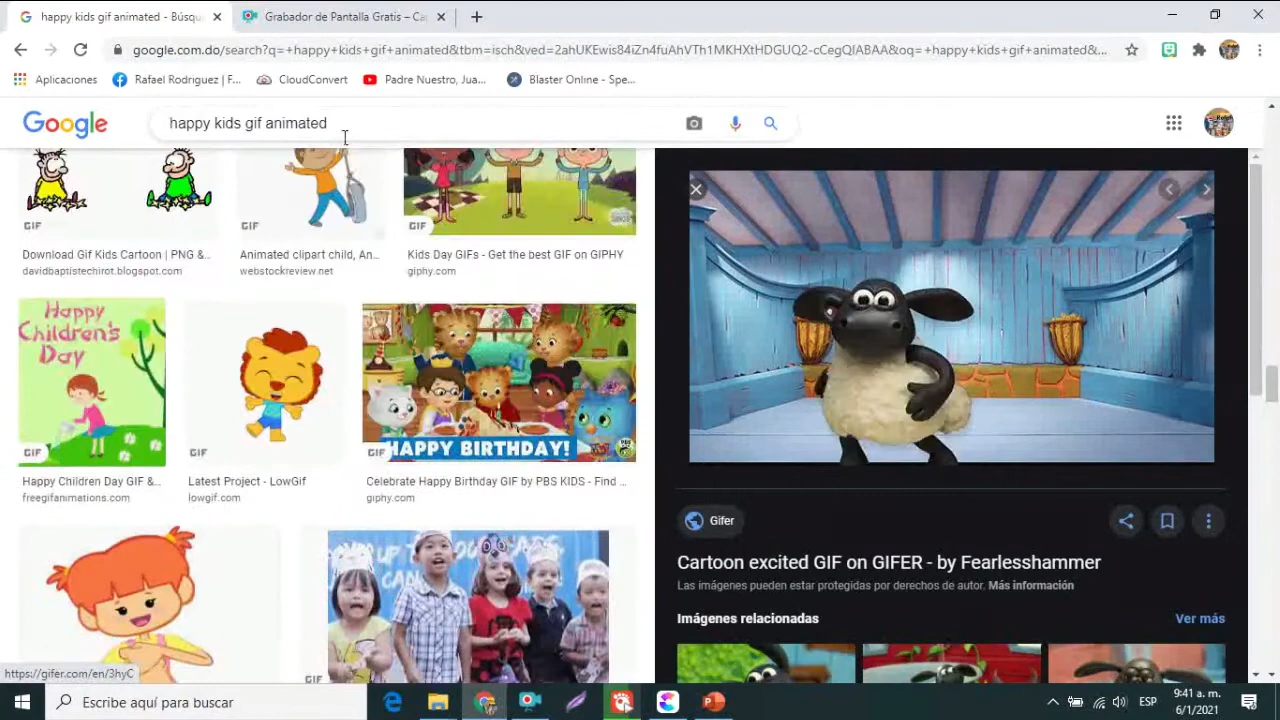 happy kids gif animated - Búsqu
Grabador de Pantalla Gratis – Ca
google.com.do/search?q=+happy+kids+gif+animated&tbm=isch&ved=2ahUKEwis84iZn4fuAhVTh1MKHXtHDGUQ2-cCegQIABAA&oq=+happy+kids+gif+animated&...
Aplicaciones
Rafael Rodriguez | F...
CloudConvert
Padre Nuestro, Jua...
Blaster Online - Spe...
Google
happy kids gif animated
GIF
GIF
GIF
Download Gif Kids Cartoon | PNG &...
Animated clipart child, An...
Kids Day GIFs - Get the best GIF on GIPHY
davidbaptistechirot.blogspot.com
webstockreview.net
giphy.com
Happy
Children's
Day
HAPPY BIRTHDAY!
GIF
GIF
GIF
Happy Children Day GIF &...
Latest Project - LowGif
Celebrate Happy Birthday GIF by PBS KIDS - Find ...
freegifanimations.com
lowgif.com
giphy.com
GIF
Gifer
Cartoon excited GIF on GIFER - by Fearlesshammer
Las imágenes pueden estar protegidas por derechos de autor. Más información
Imágenes relacionadas
Ver más
https://gifer.com/en/3hyC
Escribe aquí para buscar
ESP
9:41 a. m.
6/1/2021